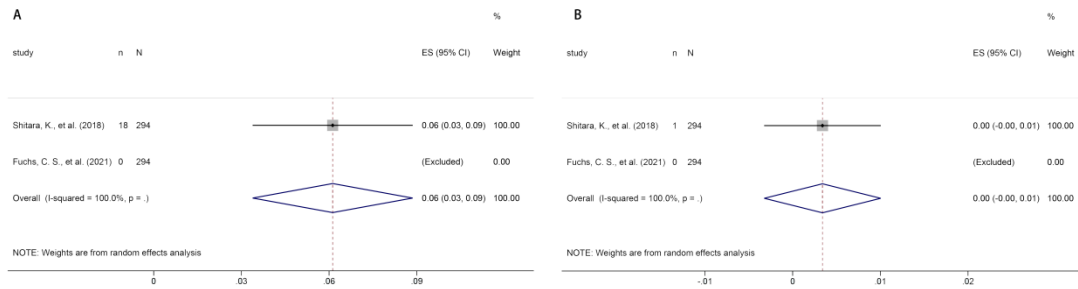 A
%
study n N ES (95% CI) Weight
Shitara, K., et al. (2018) 18 294 0.06 (0.03, 0.09) 100.00
Fuchs, C. S., et al. (2021) 0 294 (Excluded) 0.00
Overall (I-squared = 100.0%, p = .) 0.06 (0.03, 0.09) 100.00
NOTE: Weights are from random effects analysis
0 .03 .06 .09
B
%
study n N ES (95% CI) Weight
Shitara, K., et al. (2018) 1 294 0.00 (-0.00, 0.01) 100.00
Fuchs, C. S., et al. (2021) 0 294 (Excluded) 0.00
Overall (I-squared = 100.0%, p = .) 0.00 (-0.00, 0.01) 100.00
NOTE: Weights are from random effects analysis
-.01 0 .01 .02